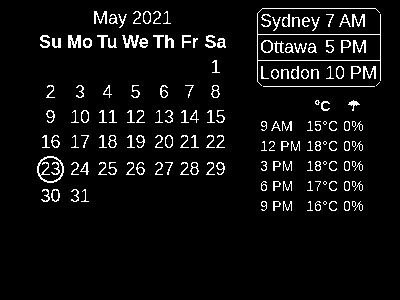 May 2021
Su Mo Tu We Th Fr Sa
1
2 3 4 5 6 7 8
9 10 11 12 13 14 15
16 17 18 19 20 21 22
23 24 25 26 27 28 29
30 31
Sydney 7 AM
Ottawa 5 PM
London 10 PM
°C ☂
9 AM 15°C 0%
12 PM 18°C 0%
3 PM 18°C 0%
6 PM 17°C 0%
9 PM 16°C 0%